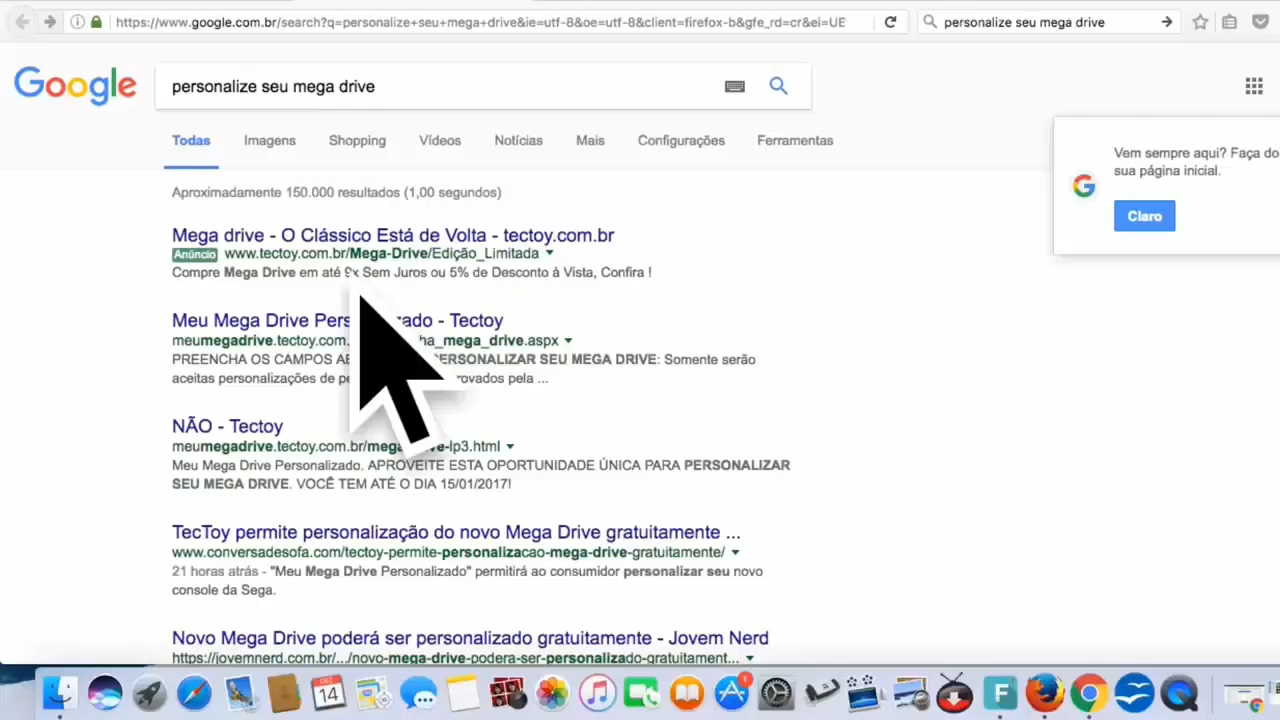 https://www.google.com.br/search?q=personalize+seu+mega+drive&ie=utf-8&oe=utf-8&client=firefox-b&gfe_rd=cr&ei=UE
personalize seu mega drive
Google
personalize seu mega drive
Todas Imagens Shopping Vídeos Notícias Mais Configurações Ferramentas
Vem sempre aqui? Faça do
sua página inicial.
Claro
Aproximadamente 150.000 resultados (1,00 segundos)
Mega drive - O Clássico Está de Volta - tectoy.com.br
Anúncio www.tectoy.com.br/Mega-Drive/Edição_Limitada
Compre Mega Drive em até 9x Sem Juros ou 5% de Desconto à Vista, Confira !
Meu Mega Drive - Tectoy
meumegadrive.tectoy.com. _mega_drive.aspx
PREENCHA OS CAMPOS SEU MEGA DRIVE: Somente serão
aceitas personalizações de pela ...
NÃO - Tectoy
meumegadrive.tectoy.com.br/ -lp3.html
Meu Mega Drive Personalizado. APROVEITE ESTA OPORTUNIDADE ÚNICA PARA PERSONALIZAR
SEU MEGA DRIVE. VOCÊ TEM ATÉ O DIA 15/01/2017!
TecToy permite personalização do novo Mega Drive gratuitamente ...
www.conversadesofa.com/tectoy-permite-personalizacao-mega-drive-gratuitamente/
21 horas atrás - "Meu Mega Drive Personalizado" permitirá ao consumidor personalizar seu novo
console da Sega.
Novo Mega Drive poderá ser personalizado gratuitamente - Jovem Nerd
https://jovemnerd.com.br/.../novo-mega-drive-podera-ser-personalizado-gratuitament...
DEZ
14
1
F